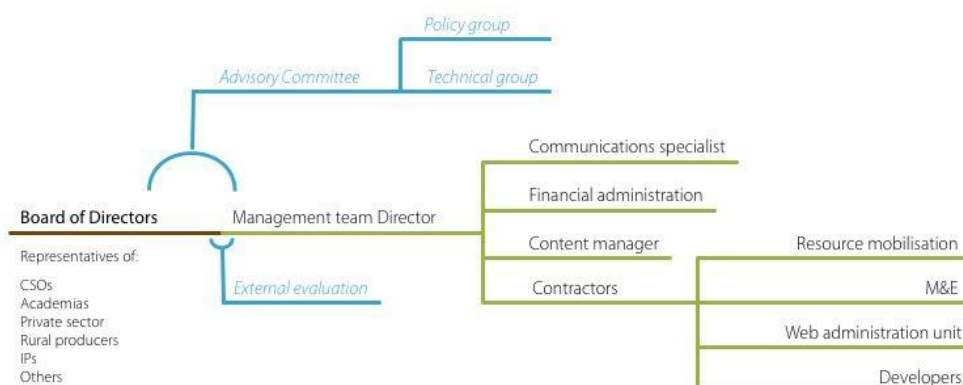 Policy group
Advisory Committee
Technical group
Communications specialist
Financial administration
Board of Directors
Management team Director
Content manager
Resource mobilisation
Representatives of:
External evaluation
Contractors
M&E
CSOs
Academias
Private sector
Rural producers
IPs
Others
Web administration unit
Developers